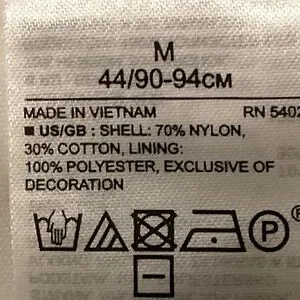 M
44/90-94CM
MADE IN VIETNAM RN 5402
■ US/GB : SHELL: 70% NYLON,
30% COTTON, LINING:
100% POLYESTER, EXCLUSIVE OF
DECORATION
P